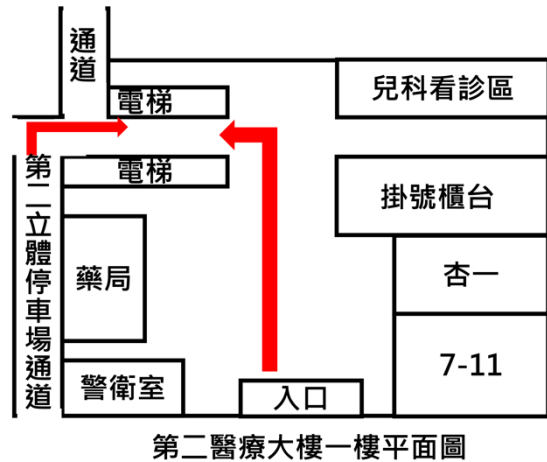 通道
電梯
兒科看診區
電梯
第二立體停車場通道
掛號櫃台
藥局
杏一
7-11
警衛室
入口
第二醫療大樓一樓平面圖